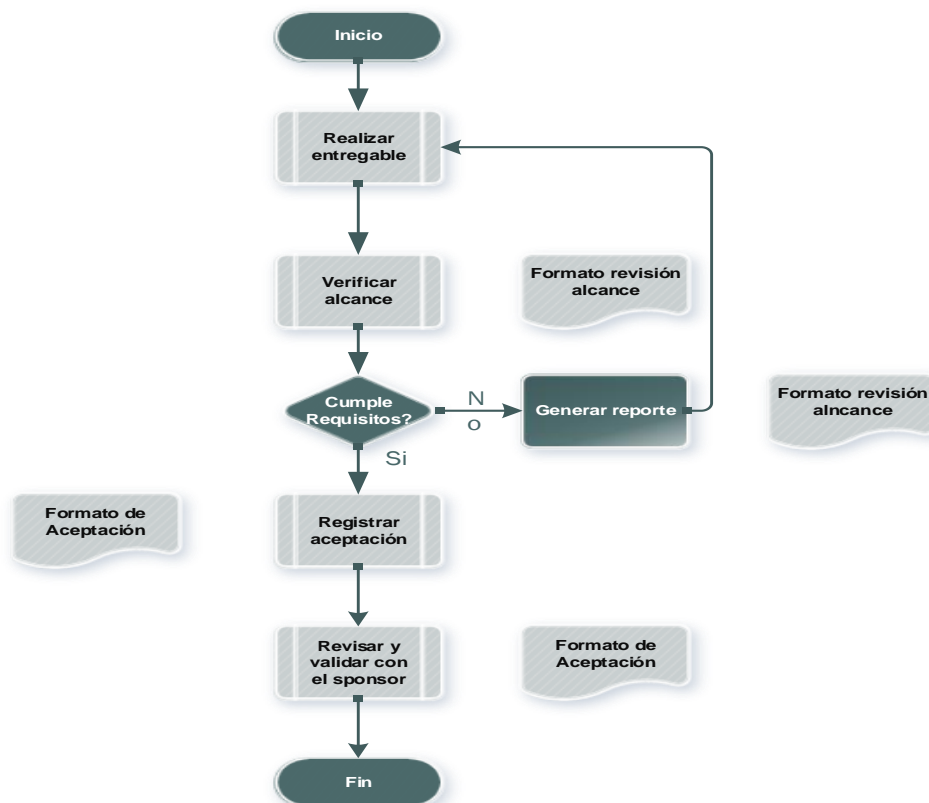 Inicio
Realizar
entregable
Verificar
alcance
Formato revisión
alcance
Cumple
Requisitos?
N
o
Generar reporte
Formato revisión
alncance
Si
Formato de
Aceptación
Registrar
aceptación
Revisar y
validar con
el sponsor
Formato de
Aceptación
Fin